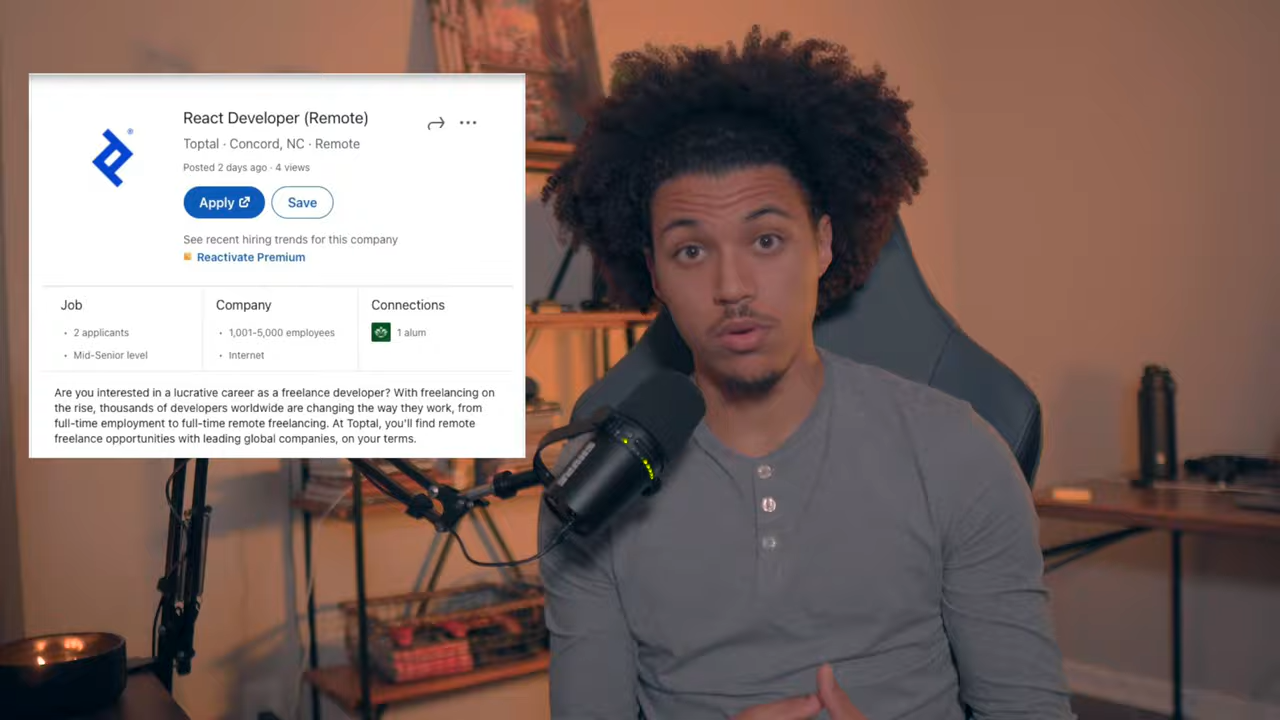 React Developer (Remote)
Toptal · Concord, NC · Remote
Posted 2 days ago · 4 views
Apply
Save
See recent hiring trends for this company
Reactivate Premium
Job
Company
Connections
• 2 applicants
• 1,001-5,000 employees
1 alum
• Mid-Senior level
• Internet
Are you interested in a lucrative career as a freelance developer? With freelancing on
the rise, thousands of developers worldwide are changing the way they work, from
full-time employment to full-time remote freelancing. At Toptal, you'll find remote
freelance opportunities with leading global companies, on your terms.